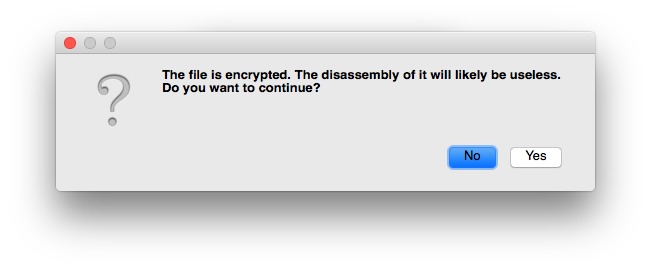 The file is encrypted. The disassembly of it will likely be useless.
Do you want to continue?
No Yes